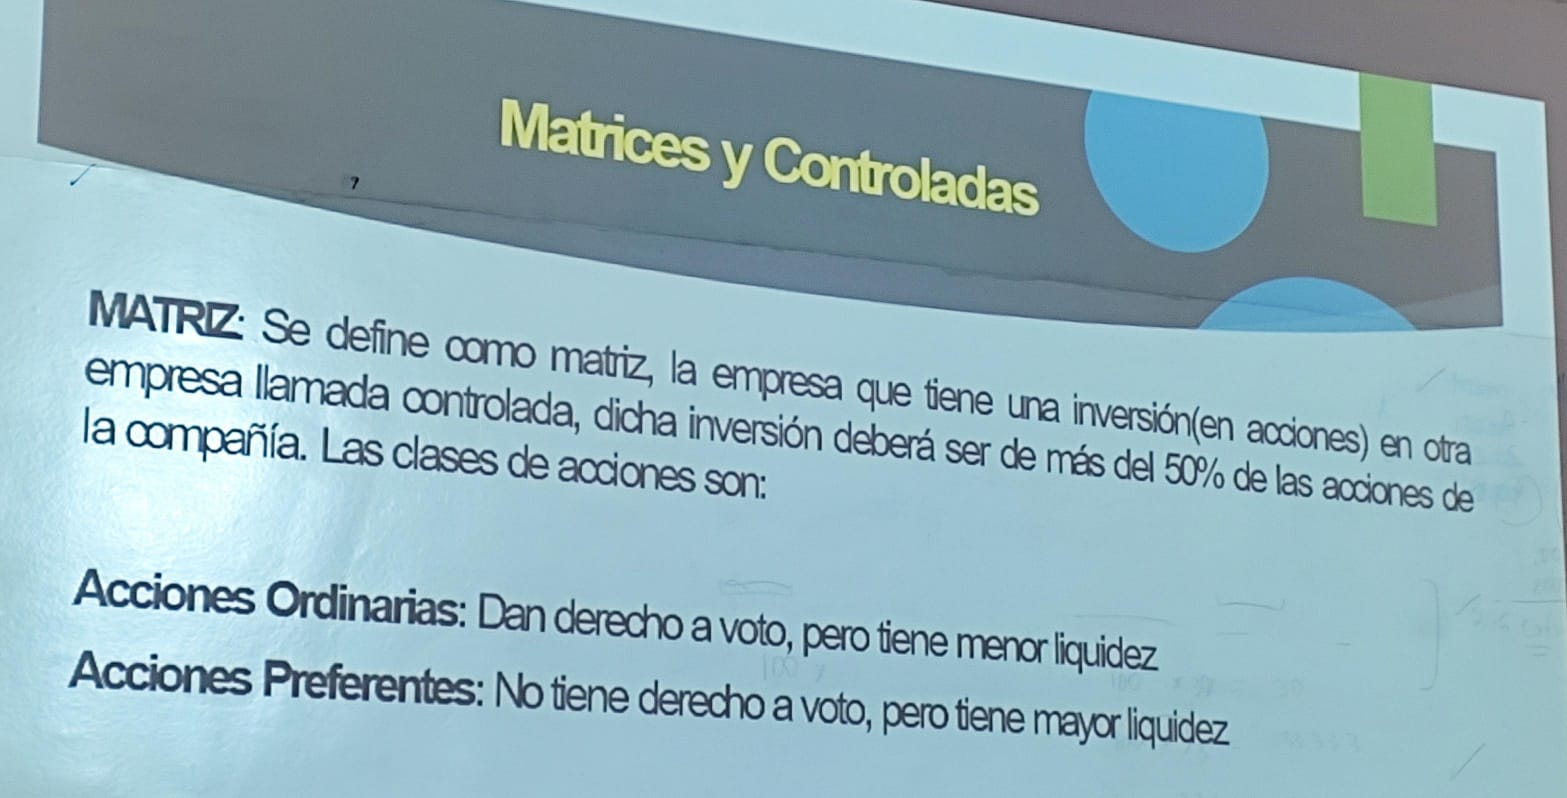 Matrices y Controladas
MATRIZ: Se define como matriz, la empresa que tiene una inversión(en acciones) en otra
empresa llamada controlada, dicha inversión deberá ser de más del 50% de las acciones de
la compañía. Las clases de acciones son:
Acciones Ordinarias: Dan derecho a voto, pero tiene menor liquidez
Acciones Preferentes: No tiene derecho a voto, pero tiene mayor liquidez